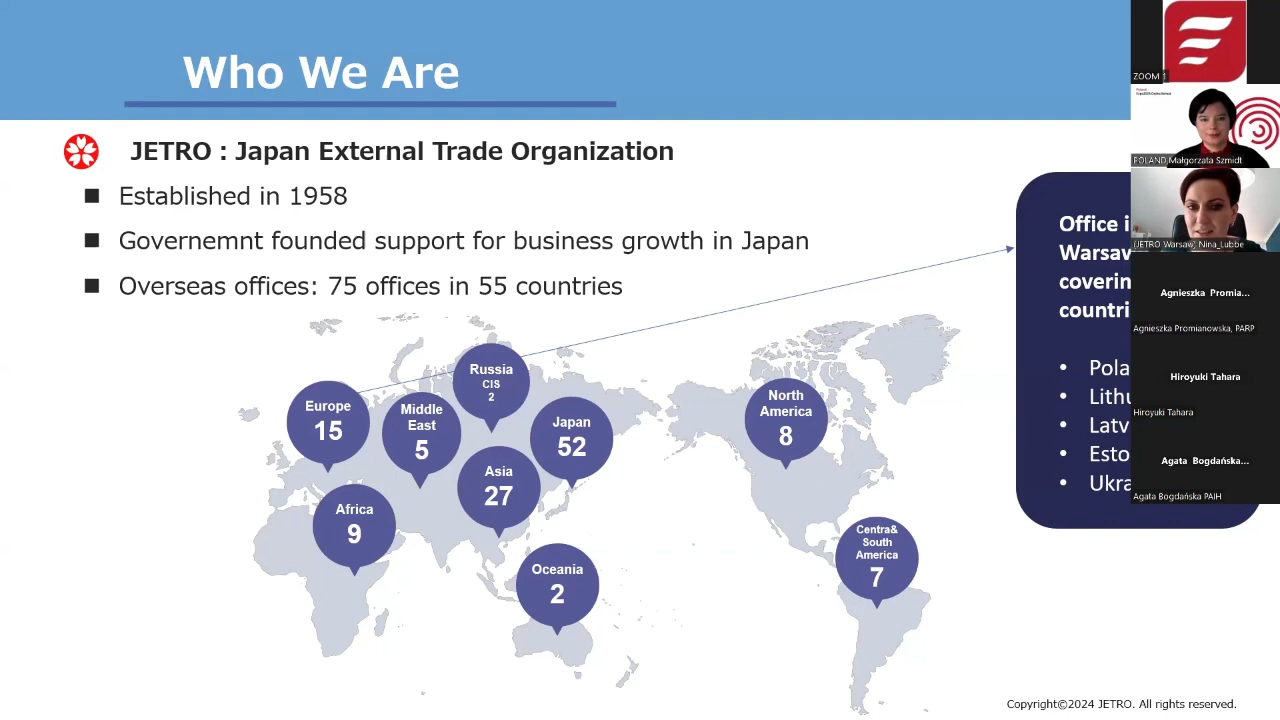 Who We Are
JETRO : Japan External Trade Organization
Established in 1958
Governemnt founded support for business growth in Japan
Overseas offices: 75 offices in 55 countries
Europe
15
Middle
East
5
Russia
CIS
2
Japan
52
Asia
27
Africa
9
Oceania
2
North
America
8
Centra&
South
America
7
Office i
Warsaw
coverin
countri
• Pola
• Lithu
• Latv
• Esto
• Ukra
ZOOM 1
POLAND Małgorzata Szmidt
(JETRO Warsaw) Nina_Lubbe
Agnieszka Promia...
Agnieszka Promianowska, PARP
Hiroyuki Tahara
Hiroyuki Tahara
Agata Bogdańska...
Agata Bogdańska PAIH
Copyright©2024 JETRO. All rights reserved.